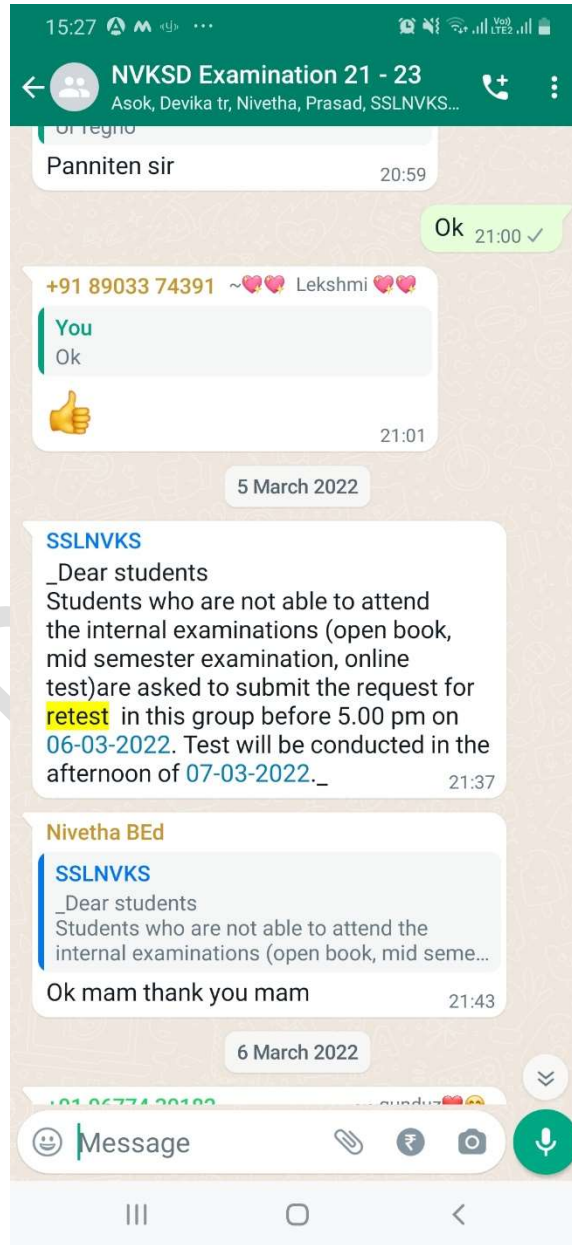 15:27
Voi)
LTE2
NVKSD Examination 21 - 23
Asok, Devika tr, Nivetha, Prasad, SSLNVKS...
Panniten sir
20:59
Ok 21:00
+91 89033 74391 ~💖💖 Lekshmi 💖💖
You
Ok
👍
21:01
5 March 2022
SSLNVKS
_Dear students
Students who are not able to attend
the internal examinations (open book,
mid semester examination, online
test)are asked to submit the request for
retest in this group before 5.00 pm on
06-03-2022. Test will be conducted in the
afternoon of 07-03-2022._
21:37
Nivetha BEd
SSLNVKS
_Dear students
Students who are not able to attend the
internal examinations (open book, mid seme...
Ok mam thank you mam
21:43
6 March 2022
Message